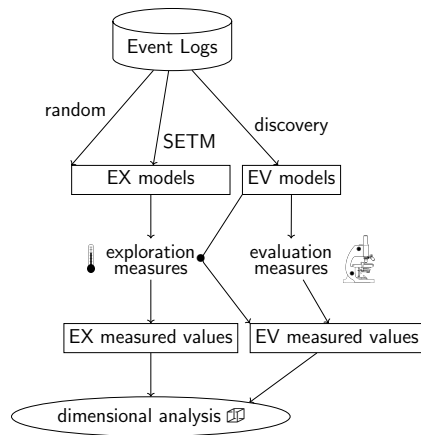 Event Logs
random
SETM
discovery
EX models
EV models
exploration
measures
evaluation
measures
EX measured values
EV measured values
dimensional analysis